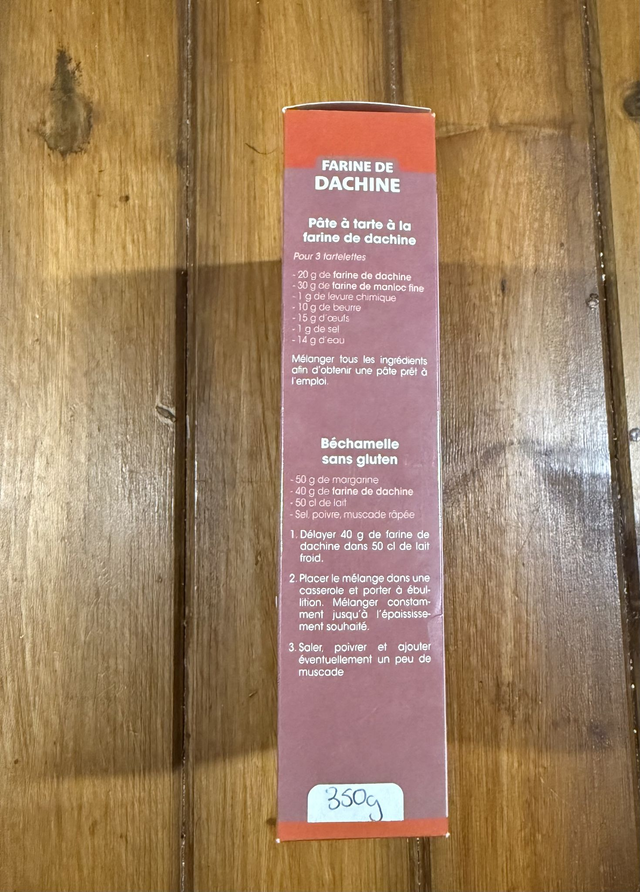 FARINE DE
DACHINE
Pâte à tarte à la
farine de dachine
Pour 3 tartelettes
- 20 g de farine de dachine
- 30 g de farine de manioc fine
- 1 g de levure chimique
- 10 g de beurre
- 15 g d'œufs
- 1 g de sel
- 14 g d'eau
Mélanger tous les ingrédients
afin d'obtenir une pâte prêt à
l'emploi.
Béchamelle
sans gluten
- 50 g de margarine
- 40 g de farine de dachine
- 50 cl de lait
- Sel, poivre, muscade râpée
1. Délayer 40 g de farine de
dachine dans 50 cl de lait
froid.
2. Placer le mélange dans une
casserole et porter à ébul-
lition. Mélanger constam-
ment jusqu'à l'épaississe-
ment souhaité.
3. Saler, poivrer et ajouter
éventuellement un peu de
muscade
350g